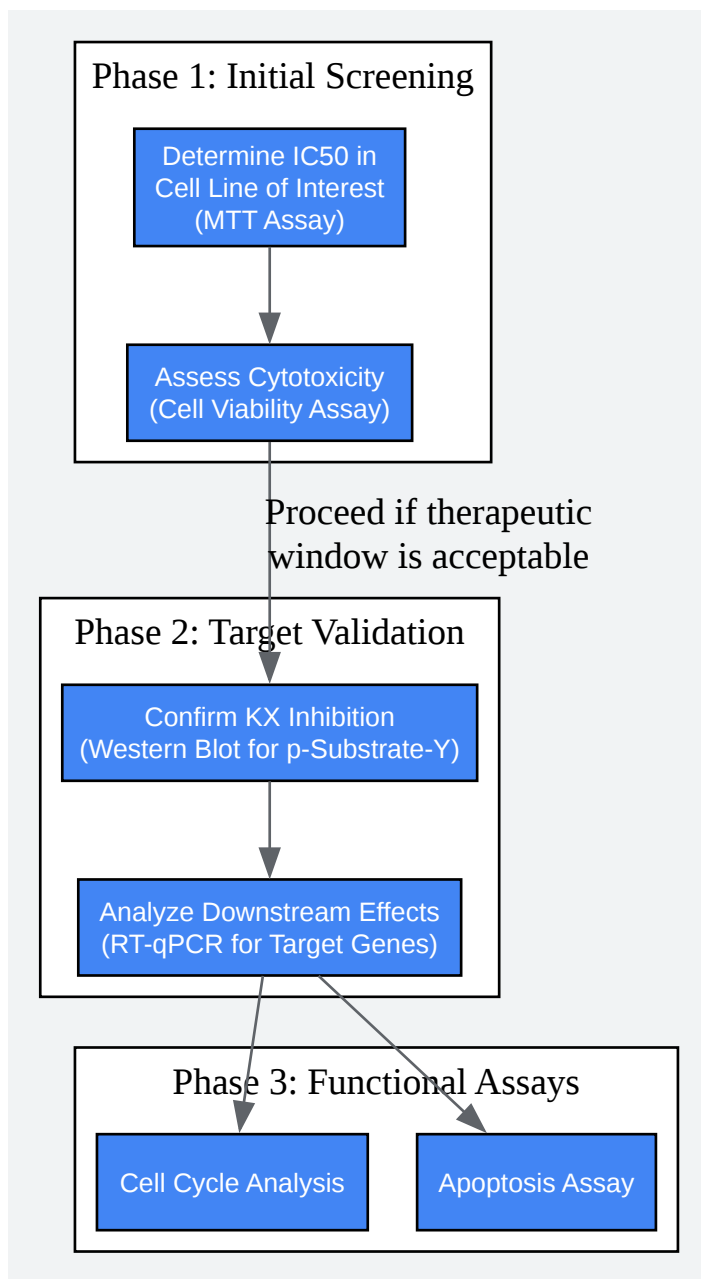 Phase 1: Initial Screening
Determine IC50 in
Cell Line of Interest
(MTT Assay)
Assess Cytotoxicity
(Cell Viability Assay)
Proceed if therapeutic
window is acceptable
Phase 2: Target Validation
Confirm KX Inhibition
(Western Blot for p-Substrate-Y)
Analyze Downstream Effects
(RT-qPCR for Target Genes)
Phase 3: Functional Assays
Cell Cycle Analysis
Apoptosis Assay